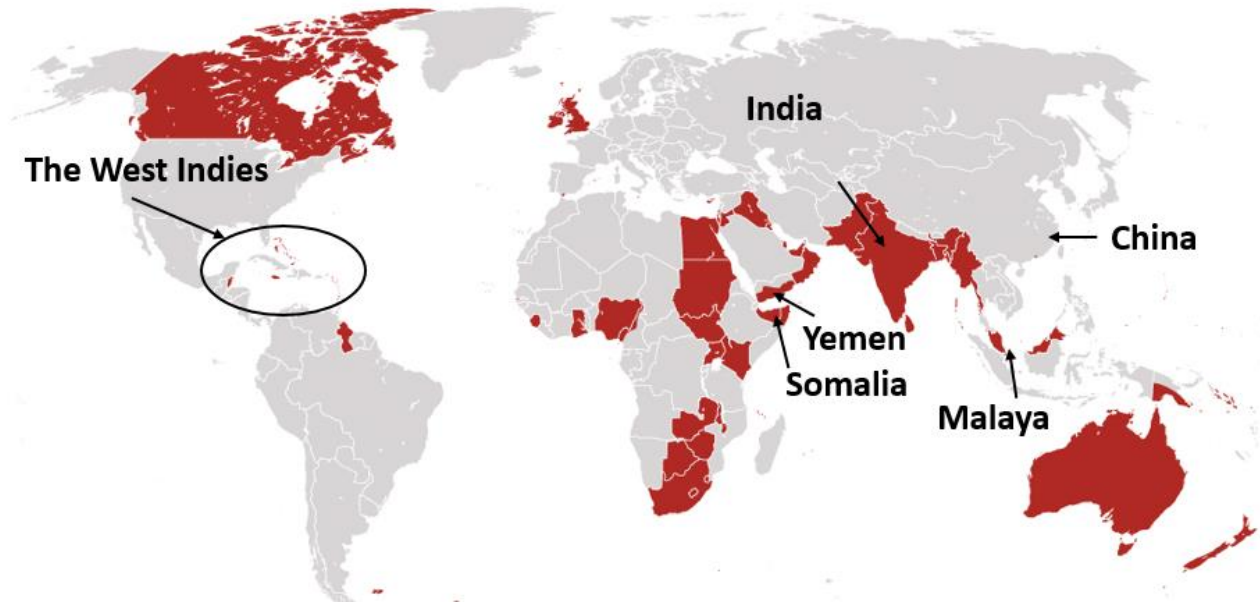 India
The West Indies
China
Yemen
Somalia
Malaya